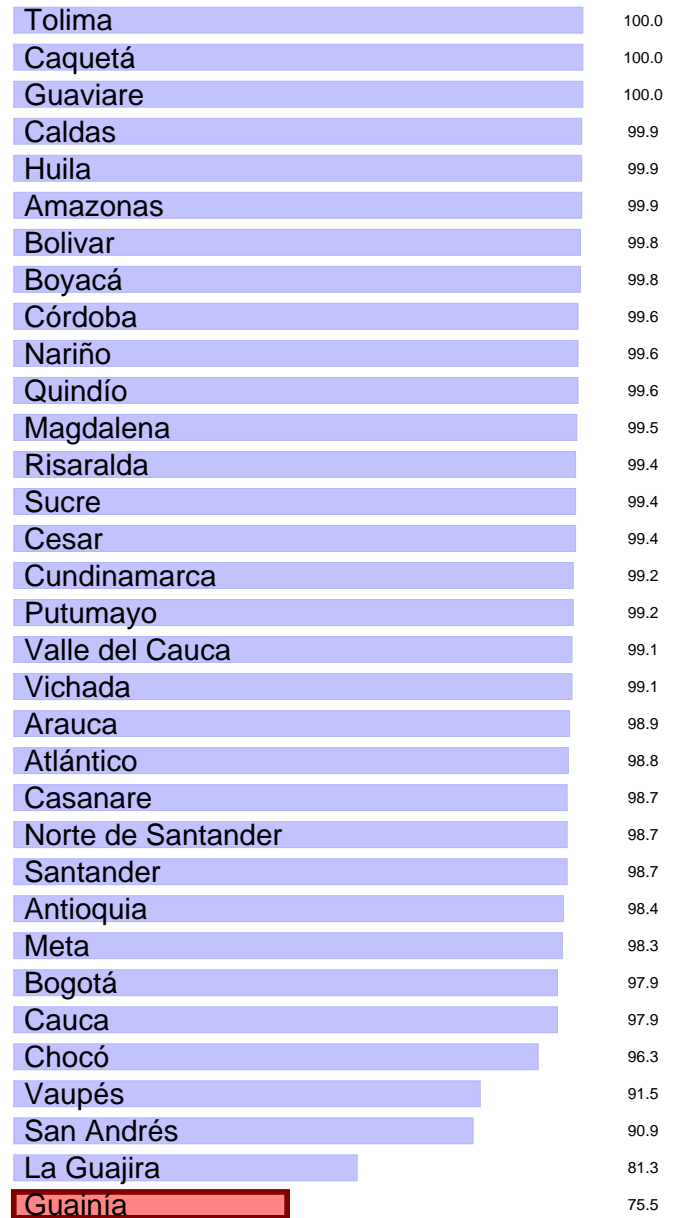 Tolima 100.0
Caquetá 100.0
Guaviare 100.0
Caldas 99.9
Huila 99.9
Amazonas 99.9
Bolivar 99.8
Boyacá 99.8
Córdoba 99.6
Nariño 99.6
Quindío 99.6
Magdalena 99.5
Risaralda 99.4
Sucre 99.4
Cesar 99.4
Cundinamarca 99.2
Putumayo 99.2
Valle del Cauca 99.1
Vichada 99.1
Arauca 98.9
Atlántico 98.8
Casanare 98.7
Norte de Santander 98.7
Santander 98.7
Antioquia 98.4
Meta 98.3
Bogotá 97.9
Cauca 97.9
Chocó 96.3
Vaupés 91.5
San Andrés 90.9
La Guajira 81.3
Guainía 75.5